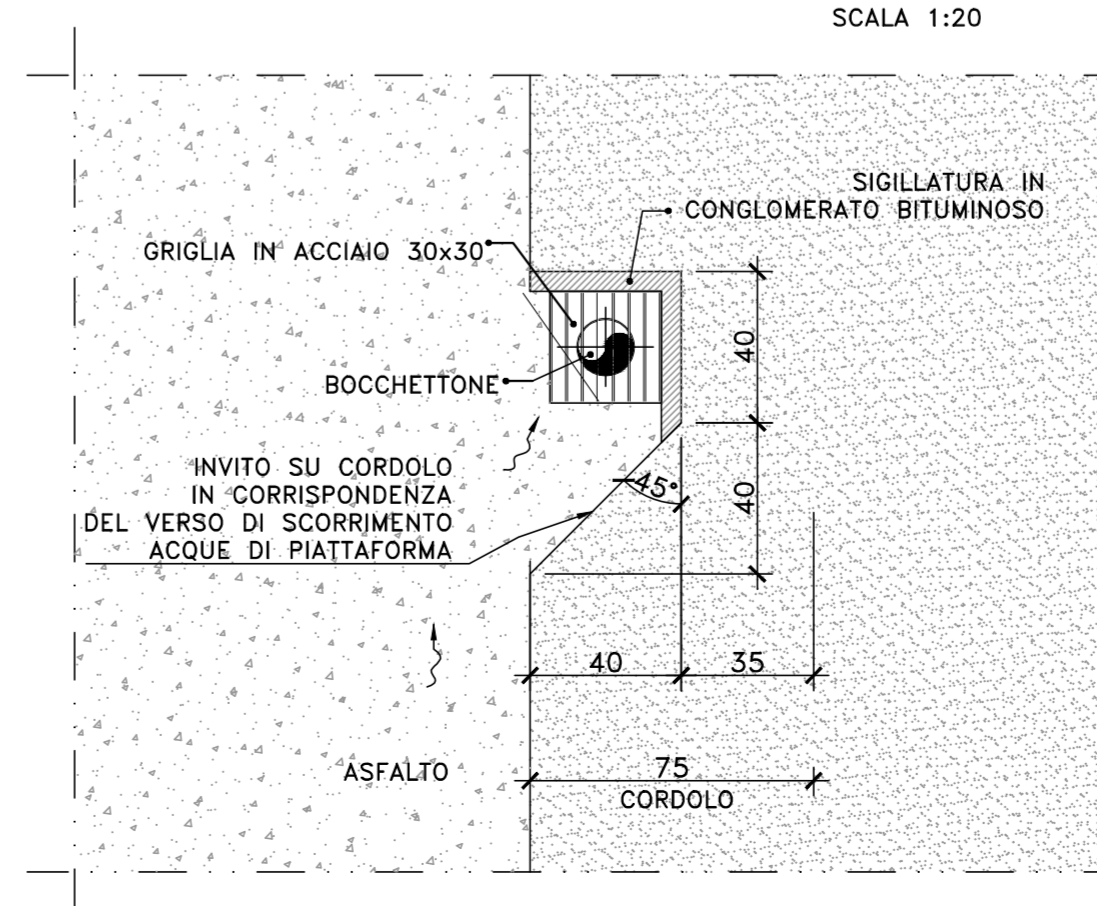 SCALA 1:20
SIGILLATURA IN
CONGLOMERATO BITUMINOSO
GRIGLIA IN ACCIAIO 30x30
40
BOCCHETTONE
INVITO SU CORDOLO
IN CORRISPONDENZA
DEL VERSO DI SCORRIMENTO
ACQUE DI PIATTAFORMA
45°
40
40
35
ASFALTO
75
CORDOLO